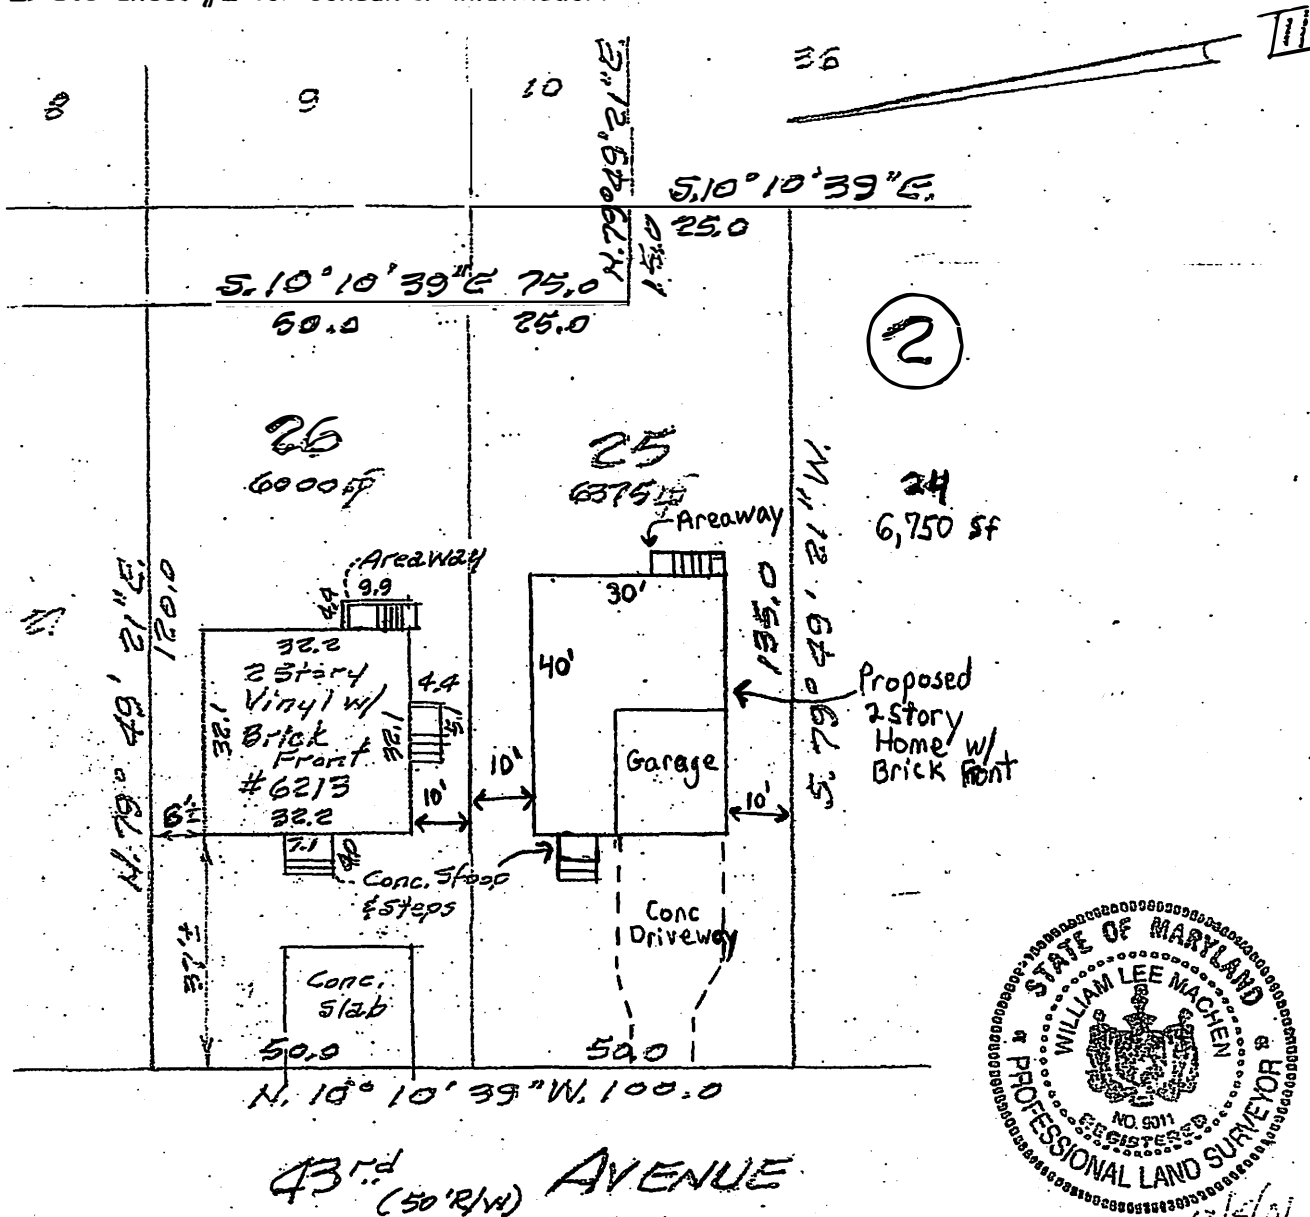 8
9
10
36
N. 79° 49' 21" E.
S. 10° 10' 39" E.
25.0
15.0
S. 10° 10' 39" E 75.0
50.0
25.0
2
26
6000
25
6375
24
6,750 sf
Areaway
Areaway
9.9
4.4
30'
40'
32.2
2 Story
Vinyl w/
Brick
Front
#6213
32.2
32.1
32.1
4.4
5.1
N. 79° 49' 21" E.
120.0
135.0
S. 79° 49' 21" W.
Proposed
2 Story
Home w/
Brick Front
Garage
10'
10'
10'
7.1
Conc. Stoop
& Steps
37'±
Conc
Driveway
Conc.
Slab
50.0
50.0
N. 10° 10' 39" W. 100.0
43rd AVENUE
(50' R/W)
STATE OF MARYLAND
WILLIAM LEE MACHEN
REGISTERED
PROFESSIONAL LAND SURVEYOR